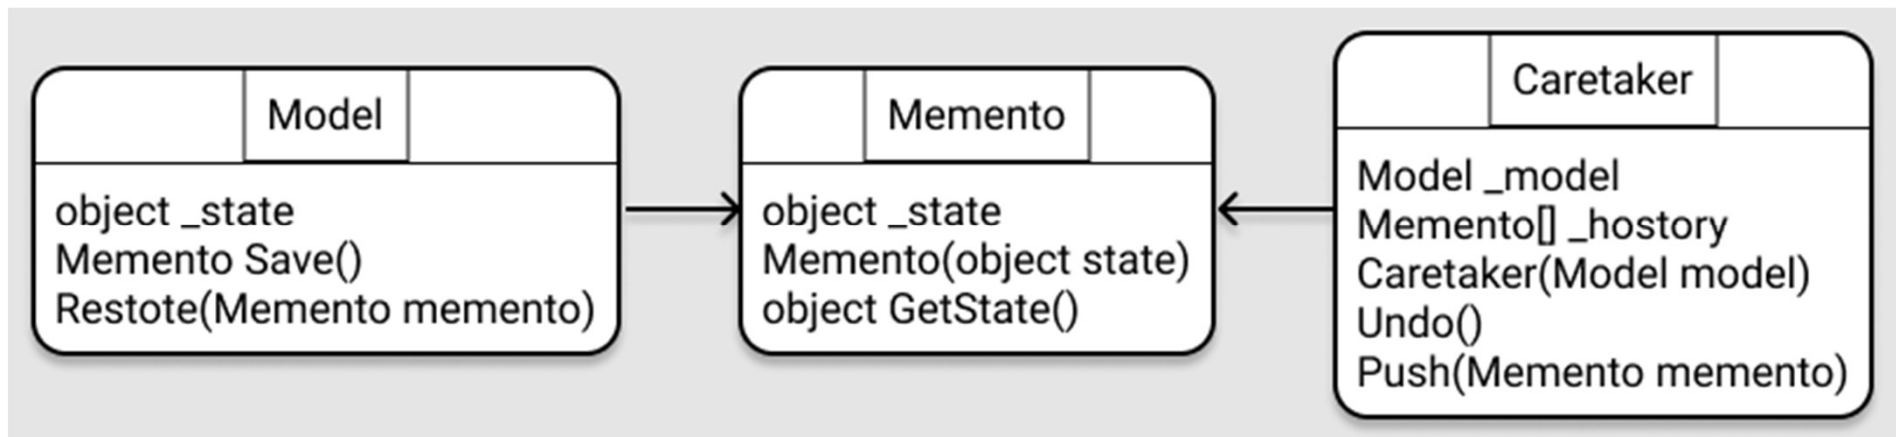 Model
object _state
Memento Save()
Restote(Memento memento)
Memento
object _state
Memento(object state)
object GetState()
Caretaker
Model _model
Memento[] _hostory
Caretaker(Model model)
Undo()
Push(Memento memento)